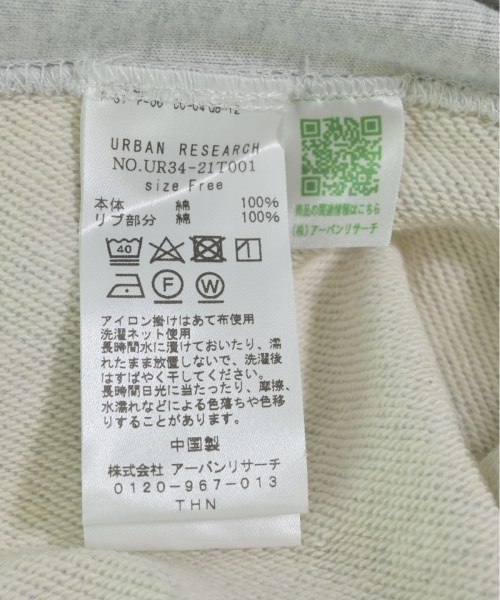 URBAN RESEARCH
NO.UR34-21T001
size Free
本体 綿 100%
リブ部分 綿 100%
40
F W
アイロン掛けはあて布使用
洗濯ネット使用
長時間水に漬けておいたり、濡
れたまま放置しないで、洗濯後
はすばやく干してください。
長時間日光に当たったり、摩擦、
水濡れなどによる色落ちや色移
りすることがあります。
中国製
株式会社 アーバンリサーチ
0120-967-013
THN
商品の関連情報はこちら
(株)アーバンリサーチ